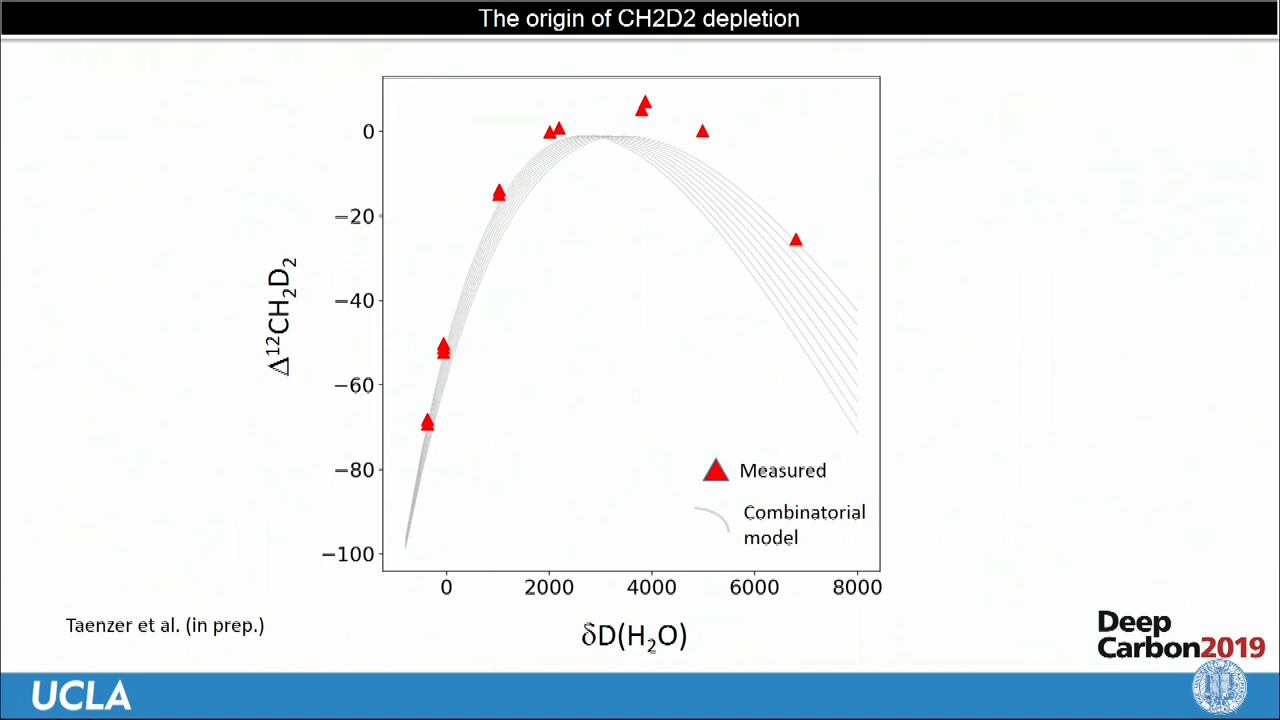 The origin of CH2D2 depletion
0
−20
−40
−60
−80
−100
Δ¹²CH₂D₂
Measured
Combinatorial
model
0 2000 4000 6000 8000
δD(H₂O)
Taenzer et al. (in prep.)
Deep
Carbon2019
UCLA